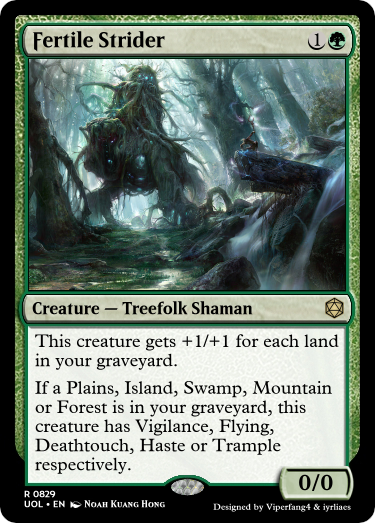 Fertile Strider 1
Creature — Treefolk Shaman
This creature gets +1/+1 for each land
in your graveyard.
If a Plains, Island, Swamp, Mountain
or Forest is in your graveyard, this
creature has Vigilance, Flying,
Deathtouch, Haste or Trample
respectively.
0/0
R 0829
UOL • EN Noah Kuang Hong
Designed by Viperfang4 & iyrliaes